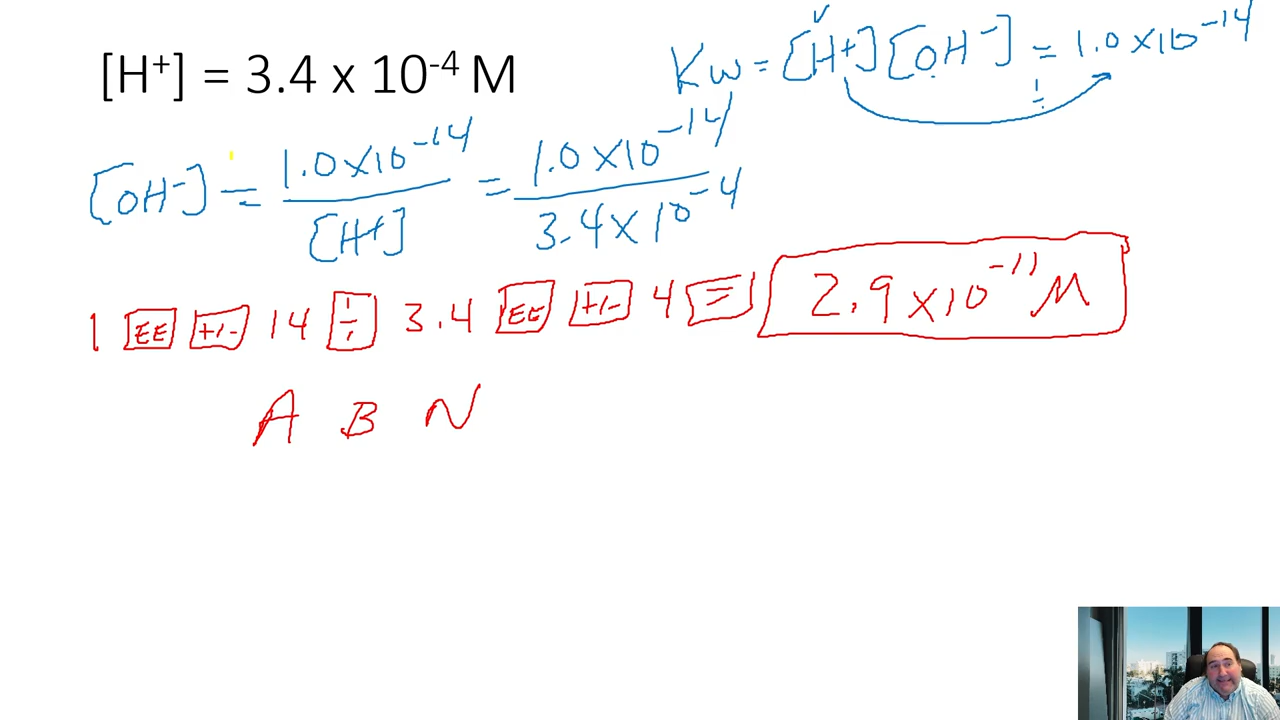 [H⁺] = 3.4 x 10⁻⁴ M
Kw = [H+][OH⁻] = 1.0 x 10⁻¹⁴
÷
[OH⁻] = 1.0 x 10⁻¹⁴ / [H+] = 1.0 x 10⁻¹⁴ / 3.4 x 10⁻⁴
1 EE +/- 14 ÷ 3.4 EE +/- 4 = 2.9 x 10⁻¹¹ M
A B N